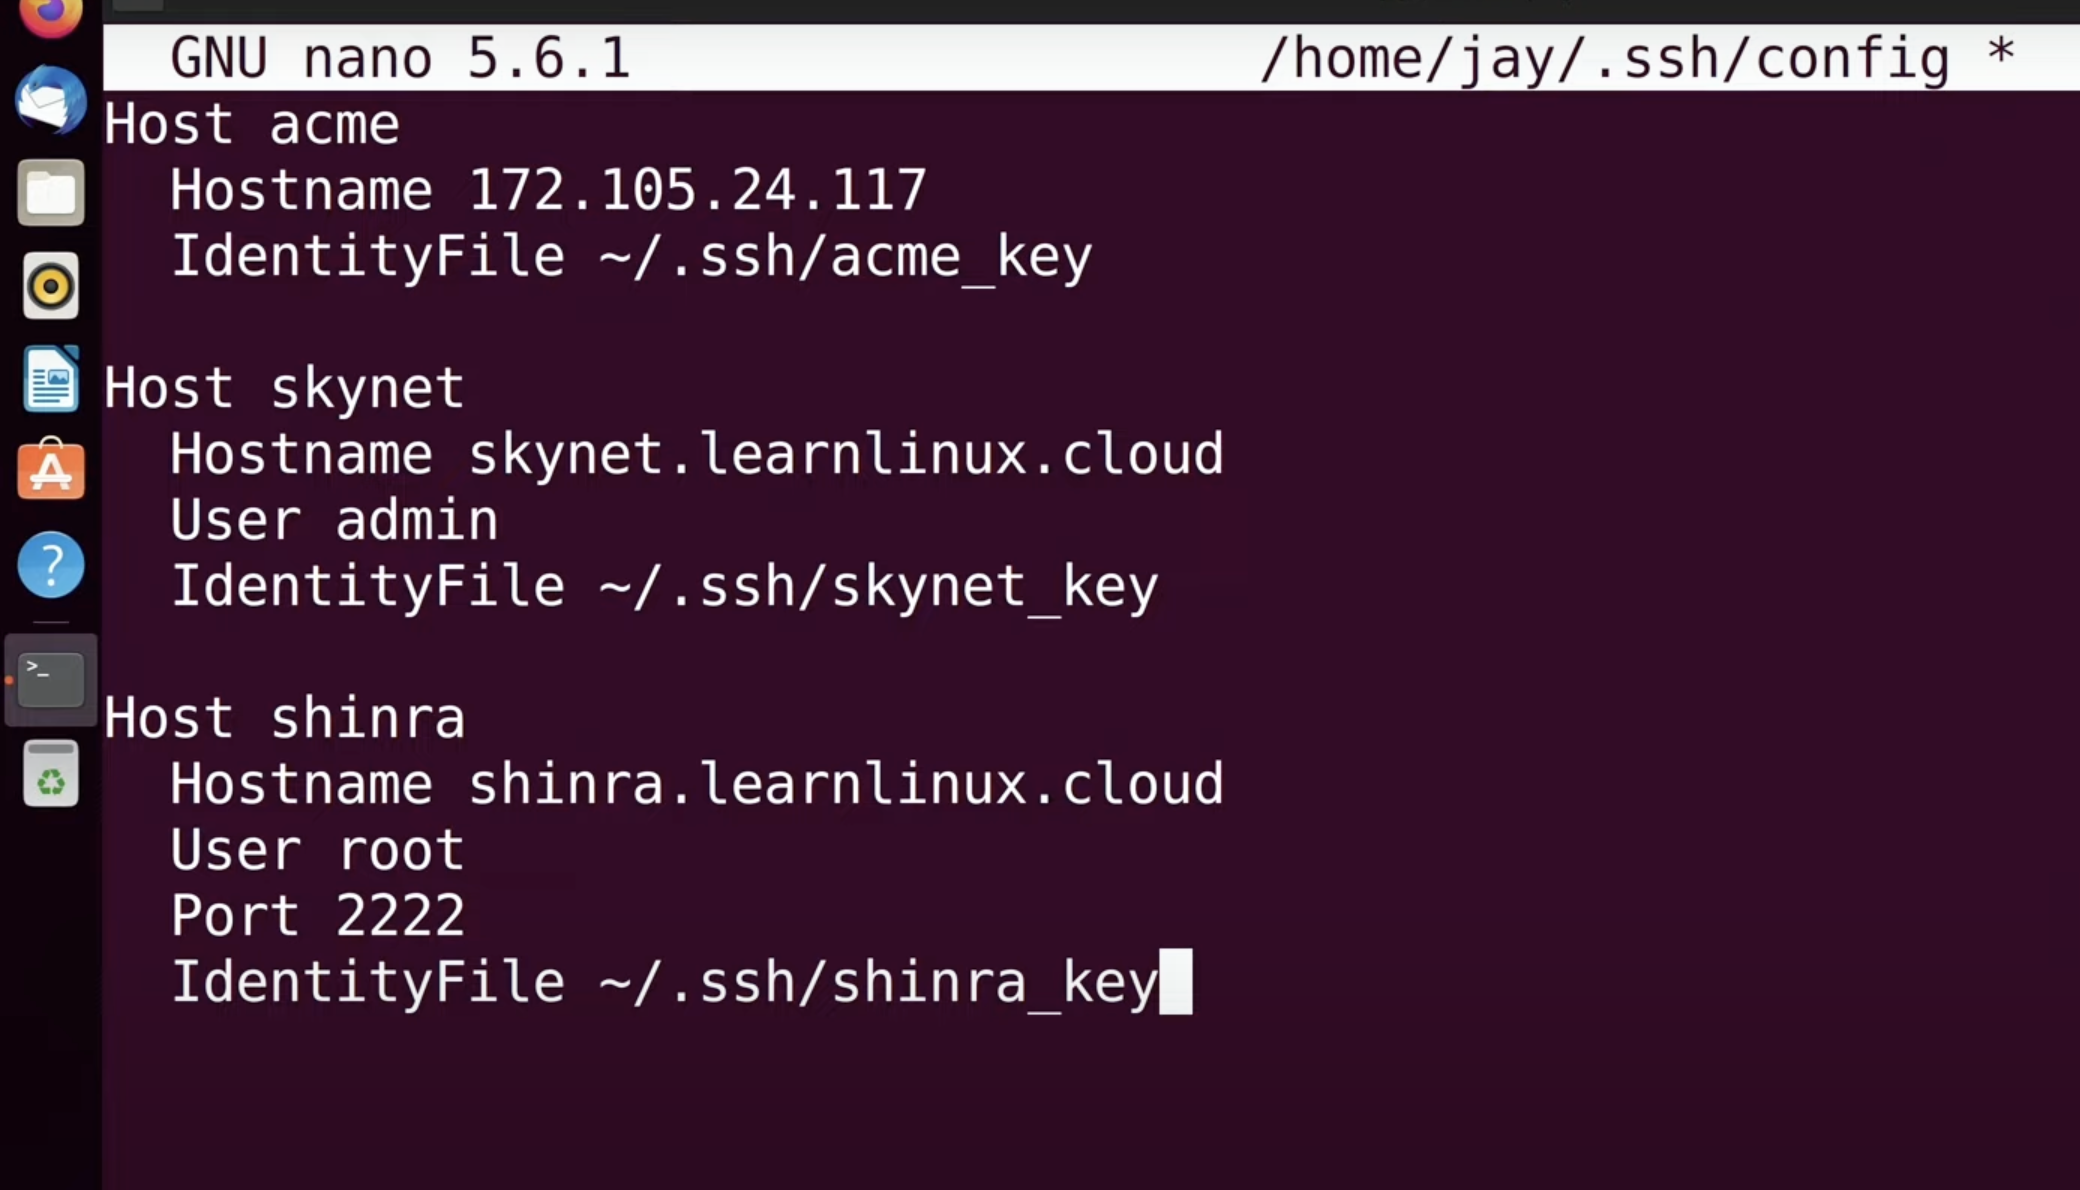 GNU nano 5.6.1 /home/jay/.ssh/config *
Host acme
  Hostname 172.105.24.117
  IdentityFile ~/.ssh/acme_key

Host skynet
  Hostname skynet.learnlinux.cloud
  User admin
  IdentityFile ~/.ssh/skynet_key

Host shinra
  Hostname shinra.learnlinux.cloud
  User root
  Port 2222
  IdentityFile ~/.ssh/shinra_key